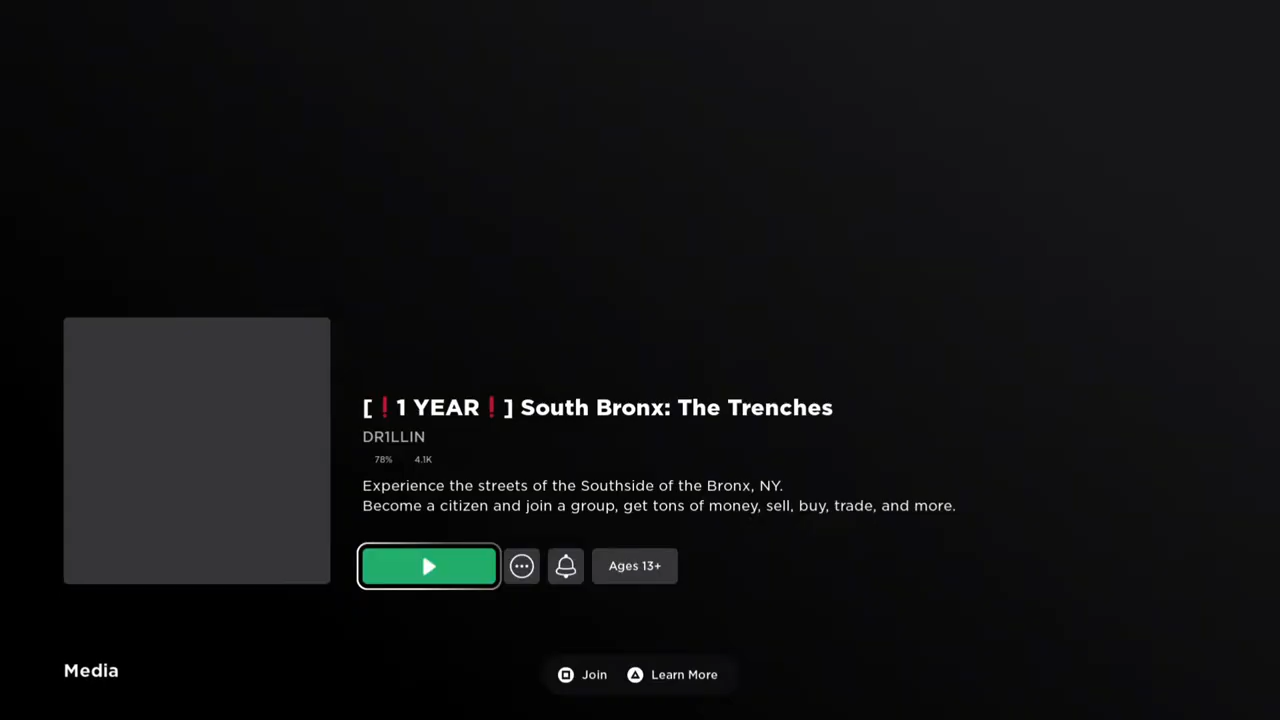 [❗1 YEAR❗] South Bronx: The Trenches
DR1LLIN
78% 4.1K
Experience the streets of the Southside of the Bronx, NY.
Become a citizen and join a group, get tons of money, sell, buy, trade, and more.
Ages 13+
Media
Join Learn More